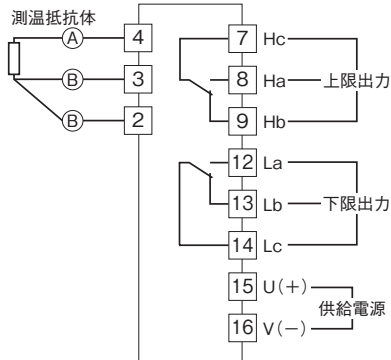 測温抵抗体
A 4
B 3
B 2
7 Hc
8 Ha 上限出力
9 Hb
12 La
13 Lb 下限出力
14 Lc
15 U(+)
供給電源
16 V(-)